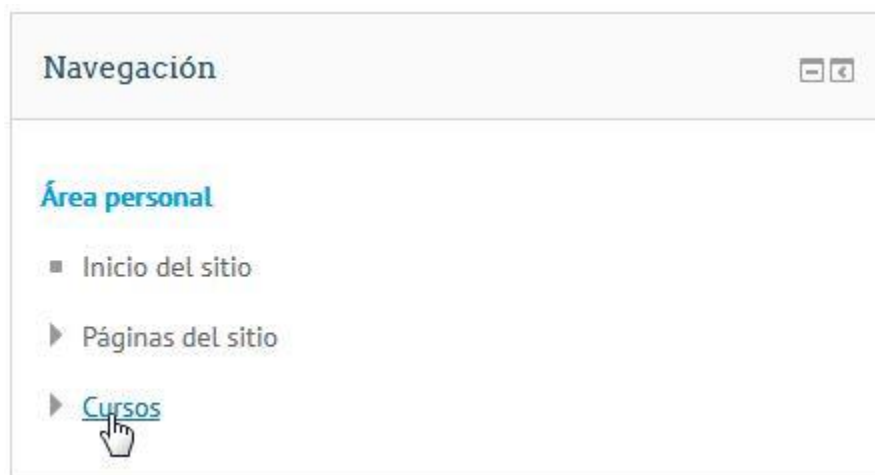 Navegación
Área personal
Inicio del sitio
Páginas del sitio
Cursos